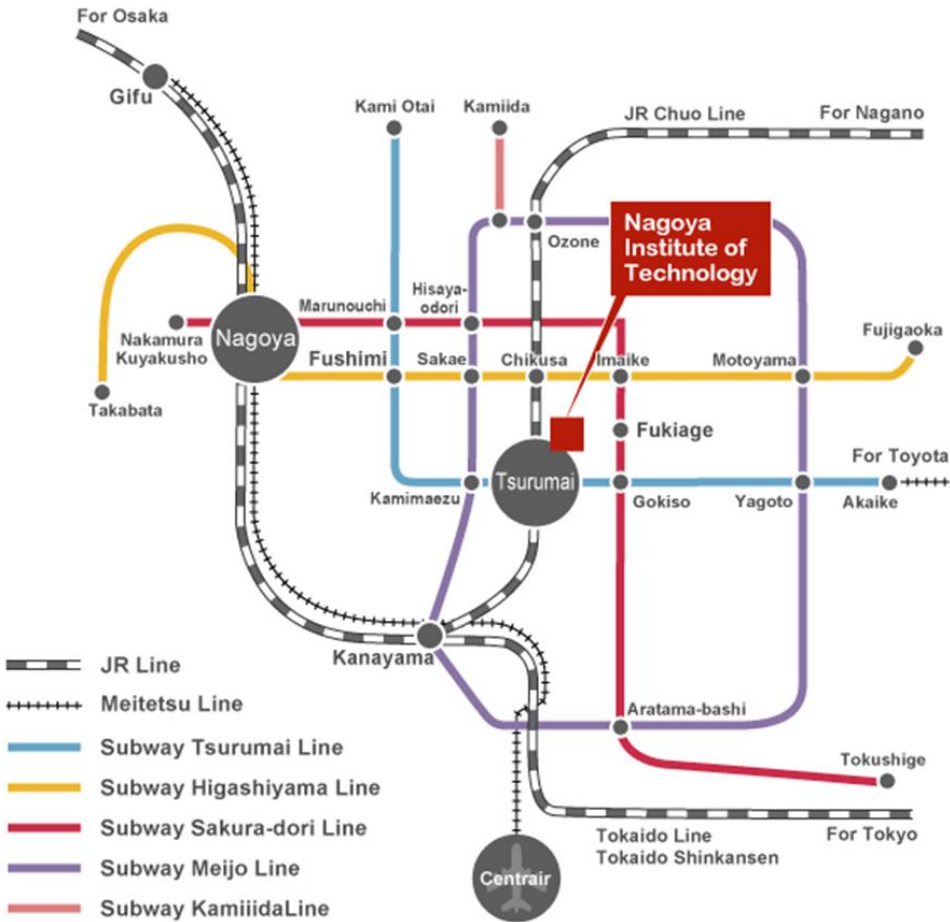 For Osaka
Gifu
Kami Otai
Kamiida
JR Chuo Line
For Nagano
Ozone
Nagoya
Institute of
Technology
Hisaya-
odori
Marunouchi
Nakamura
Kuyakusho
Nagoya
Fujigaoka
Fushimi
Sakae
Chikusa
Imaike
Motoyama
Takabata
Fukiage
For Toyota
Tsurumai
Kamimaezu
Gokiso
Yagoto
Akaike
Kanayama
JR Line
Meitetsu Line
Subway Tsurumai Line
Subway Higashiyama Line
Subway Sakura-dori Line
Subway Meijo Line
Subway KamiiidaLine
Aratama-bashi
Tokushige
Tokaido Line
Tokaido Shinkansen
For Tokyo
Centrair